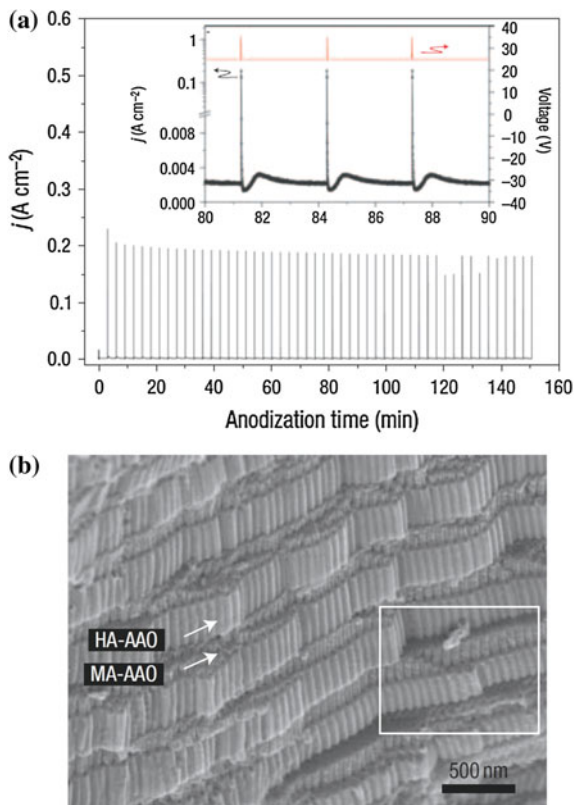 (a)
0.6
0.5
0.4
0.3
0.2
0.1
0.0
j (A cm⁻²)
0 20 40 60 80 100 120 140 160
Anodization time (min)
1
0.1
0.008
0.004
0.000
j (A cm⁻²)
40
30
20
10
0
−10
−20
−30
−40
Voltage (V)
80 82 84 86 88 90
(b)
HA-AAO
MA-AAO
500 nm